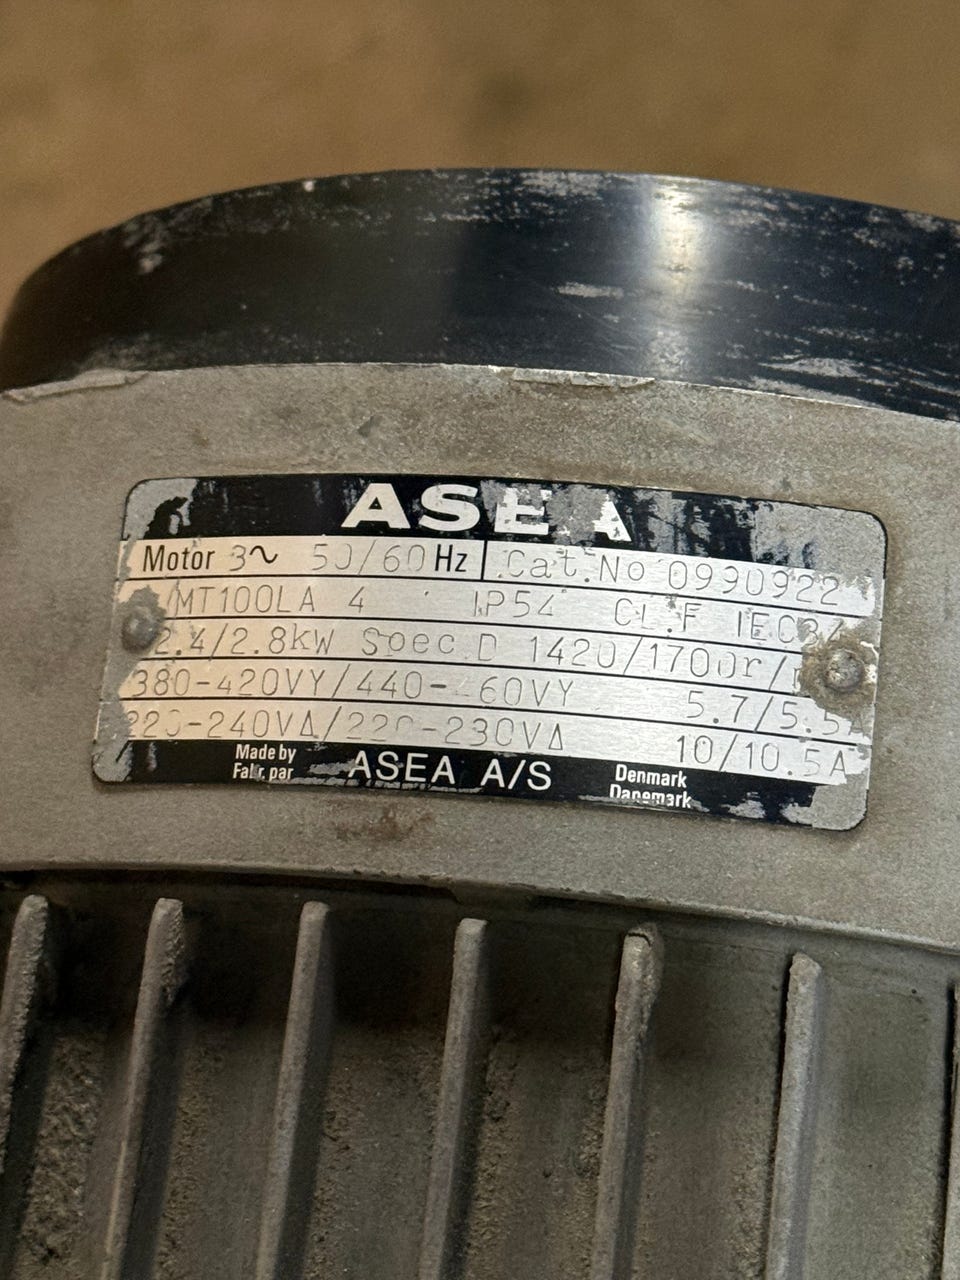 ASEA
Motor 3~ 50/60 Hz Cat.No 0990922
MT100LA 4 IP54 CL.F IEC34
2.4/2.8kW Spec.D 1420/1700r/
380-420VY/440-460VY 5.7/5.5
220-240VΔ/220-230VΔ 10/10.5A
Made by ASEA A/S Denmark
Fabr. par Danemark